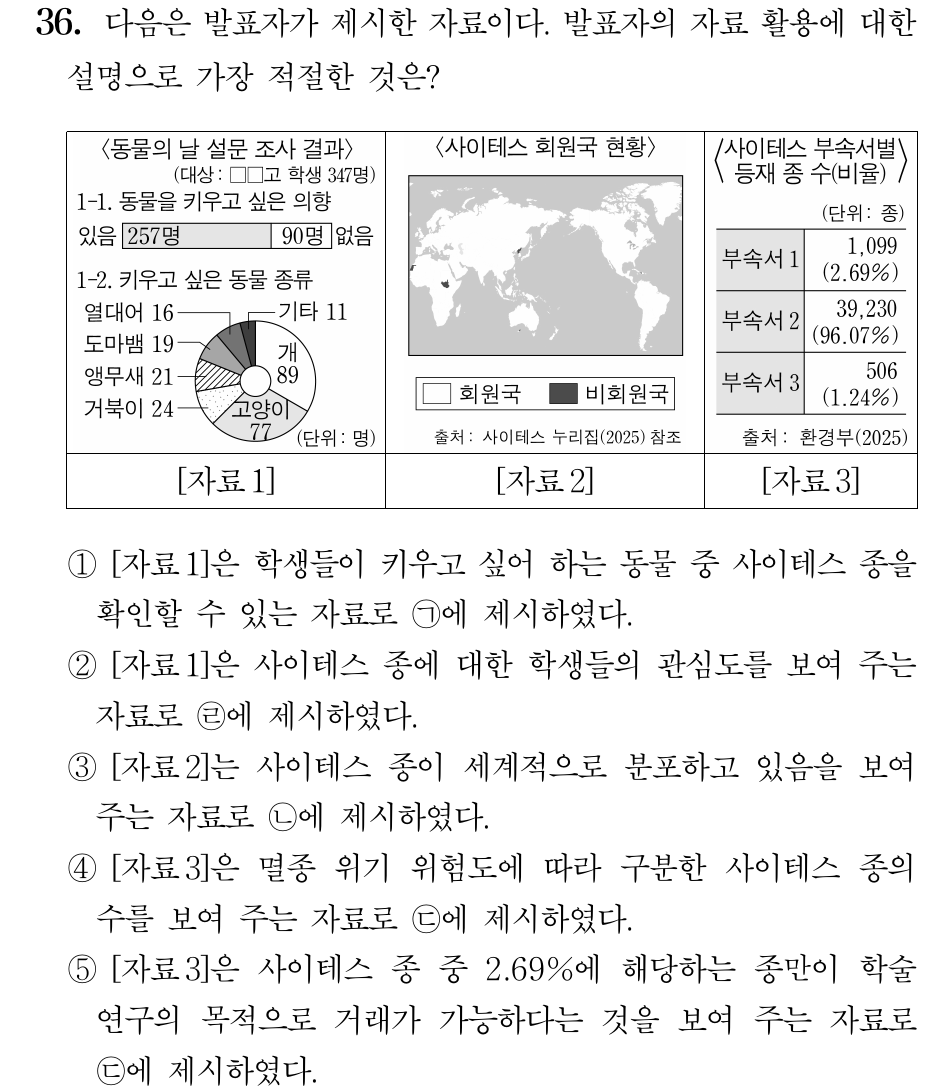 36. 다음은 발표자가 제시한 자료이다. 발표자의 자료 활용에 대한
설명으로 가장 적절한 것은?
〈동물의 날 설문 조사 결과〉
(대상 : □□고 학생 347명)
1-1. 동물을 키우고 싶은 의향
있음 257명 90명 없음
1-2. 키우고 싶은 동물 종류
열대어 16
기타 11
도마뱀 19
개
89
앵무새 21
거북이 24
고양이
77
(단위 : 명)
[자료 1]
〈사이테스 회원국 현황〉
회원국 비회원국
출처 : 사이테스 누리집(2025) 참조
[자료 2]
〈사이테스 부속서별
등재 종 수(비율)〉
(단위 : 종)
부속서 1 1,099
(2.69%)
부속서 2 39,230
(96.07%)
부속서 3 506
(1.24%)
출처 : 환경부(2025)
[자료 3]
① [자료 1]은 학생들이 키우고 싶어 하는 동물 중 사이테스 종을
확인할 수 있는 자료로 ㉠에 제시하였다.
② [자료 1]은 사이테스 종에 대한 학생들의 관심도를 보여 주는
자료로 ㉣에 제시하였다.
③ [자료 2]는 사이테스 종이 세계적으로 분포하고 있음을 보여
주는 자료로 ㉡에 제시하였다.
④ [자료 3]은 멸종 위기 위험도에 따라 구분한 사이테스 종의
수를 보여 주는 자료로 ㉢에 제시하였다.
⑤ [자료 3]은 사이테스 종 중 2.69%에 해당하는 종만이 학술
연구의 목적으로 거래가 가능하다는 것을 보여 주는 자료로
㉢에 제시하였다.